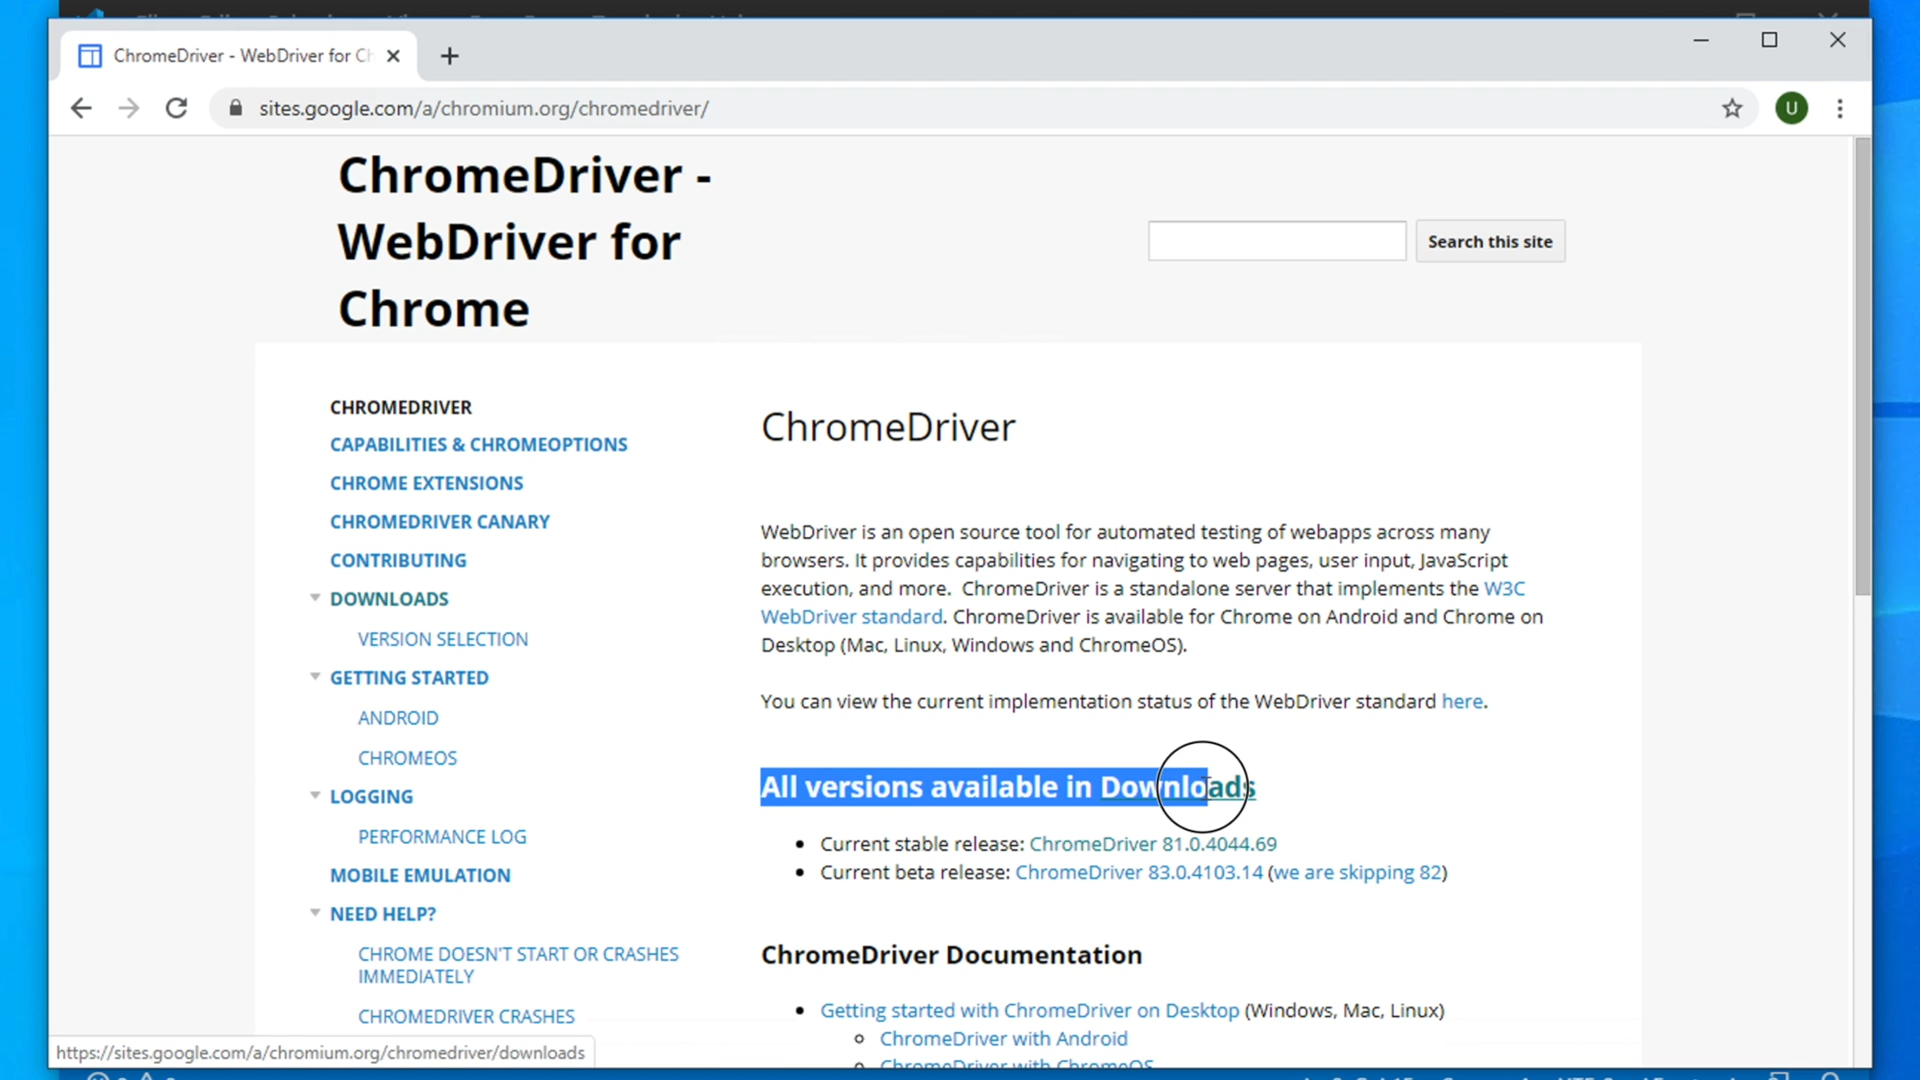 ChromeDriver - WebDriver for Ch
sites.google.com/a/chromium.org/chromedriver/
U
ChromeDriver -
WebDriver for
Chrome
Search this site
CHROMEDRIVER
CAPABILITIES & CHROMEOPTIONS
CHROME EXTENSIONS
CHROMEDRIVER CANARY
CONTRIBUTING
DOWNLOADS
VERSION SELECTION
GETTING STARTED
ANDROID
CHROMEOS
LOGGING
PERFORMANCE LOG
MOBILE EMULATION
NEED HELP?
CHROME DOESN'T START OR CRASHES
IMMEDIATELY
CHROMEDRIVER CRASHES
ChromeDriver
WebDriver is an open source tool for automated testing of webapps across many
browsers. It provides capabilities for navigating to web pages, user input, JavaScript
execution, and more.  ChromeDriver is a standalone server that implements the W3C
WebDriver standard. ChromeDriver is available for Chrome on Android and Chrome on
Desktop (Mac, Linux, Windows and ChromeOS).
You can view the current implementation status of the WebDriver standard here.
All versions available in Downloads
Current stable release: ChromeDriver 81.0.4044.69
Current beta release: ChromeDriver 83.0.4103.14 (we are skipping 82)
ChromeDriver Documentation
Getting started with ChromeDriver on Desktop (Windows, Mac, Linux)
ChromeDriver with Android
ChromeDriver with ChromeOS
https://sites.google.com/a/chromium.org/chromedriver/downloads